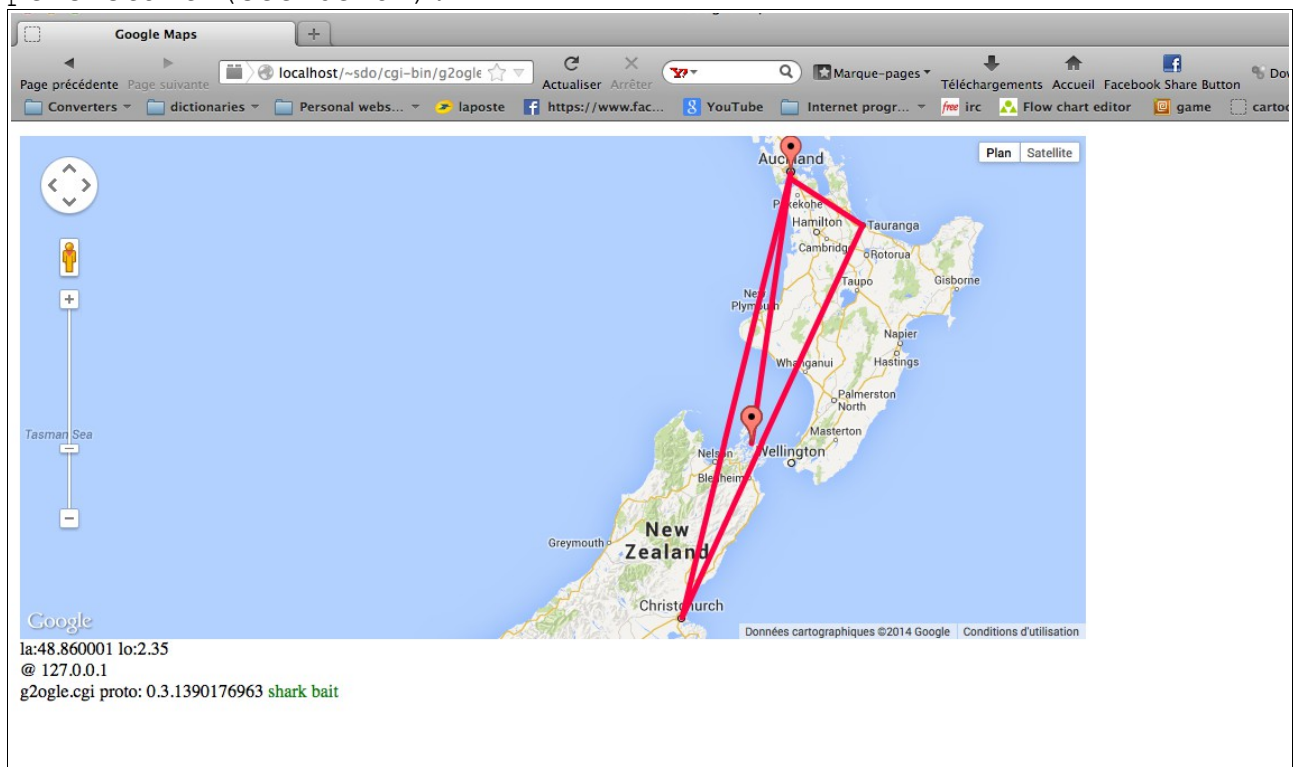 Google Maps
+
Page précédente Page suivante localhost/~sdo/cgi-bin/g2ogle Actualiser Arrêter Marque-pages Téléchargements Accueil Facebook Share Button Dov
Converters dictionaries Personal webs... laposte https://www.fac... YouTube Internet progr... free irc Flow chart editor game cartoo
Plan Satellite
Auckland
Pukekohe
Hamilton Tauranga
Cambridge Rotorua
Taupo Gisborne
New
Plymouth
Napier
Whanganui Hastings
Palmerston
North
Tasman Sea Masterton
Nelson Wellington
Blenheim
New
Greymouth Zealand
Christchurch
Google
Données cartographiques ©2014 Google Conditions d'utilisation
la:48.860001 lo:2.35
@ 127.0.0.1
g2ogle.cgi proto: 0.3.1390176963 shark bait